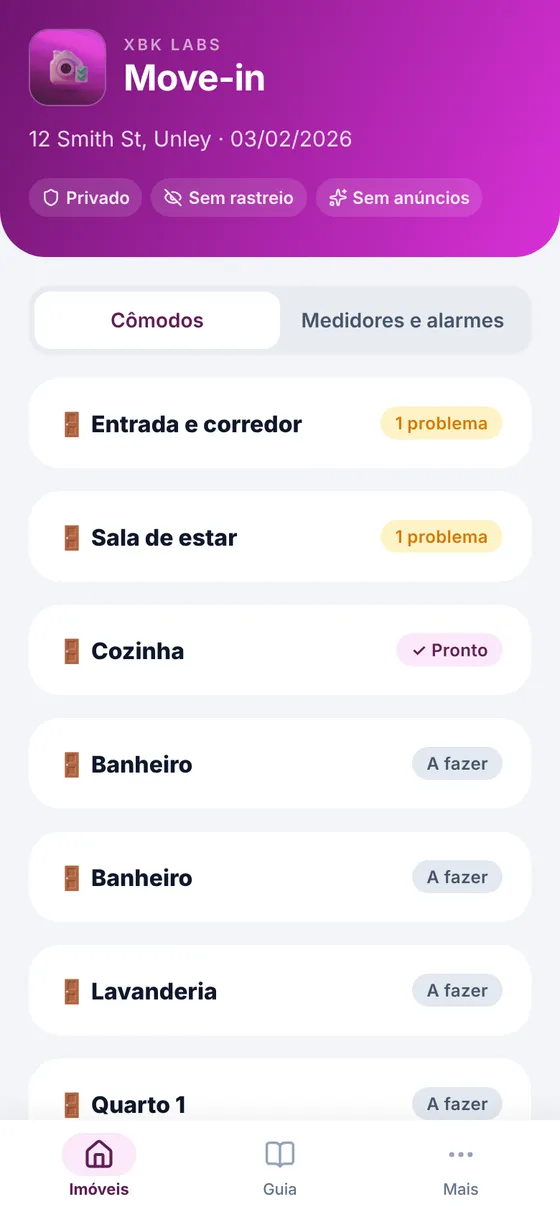 XBK LABS
Move-in
12 Smith St, Unley · 03/02/2026
Privado
Sem rastreio
Sem anúncios
Cômodos
Medidores e alarmes
Entrada e corredor
1 problema
Sala de estar
1 problema
Cozinha
✓ Pronto
Banheiro
A fazer
Banheiro
A fazer
Lavanderia
A fazer
Quarto 1
A fazer
Imóveis
Guia
Mais